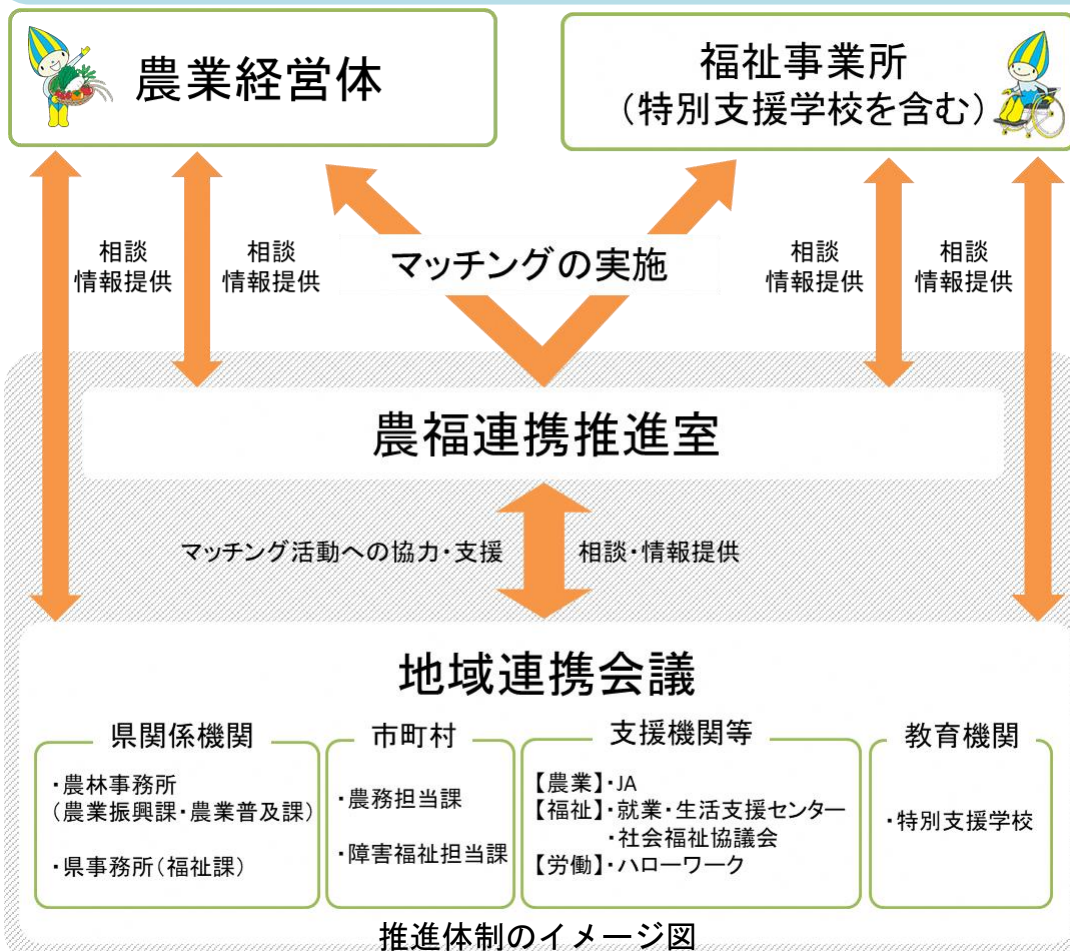 農業経営体
福祉事業所
（特別支援学校を含む）
相談
情報提供
相談
情報提供
マッチングの実施
相談
情報提供
相談
情報提供
農福連携推進室
マッチング活動への協力・支援
相談・情報提供
地域連携会議
県関係機関
・農林事務所
（農業振興課・農業普及課）
・県事務所（福祉課）
市町村
・農務担当課
・障害福祉担当課
支援機関等
【農業】・JA
【福祉】・就業・生活支援センター
・社会福祉協議会
【労働】・ハローワーク
教育機関
・特別支援学校
推進体制のイメージ図